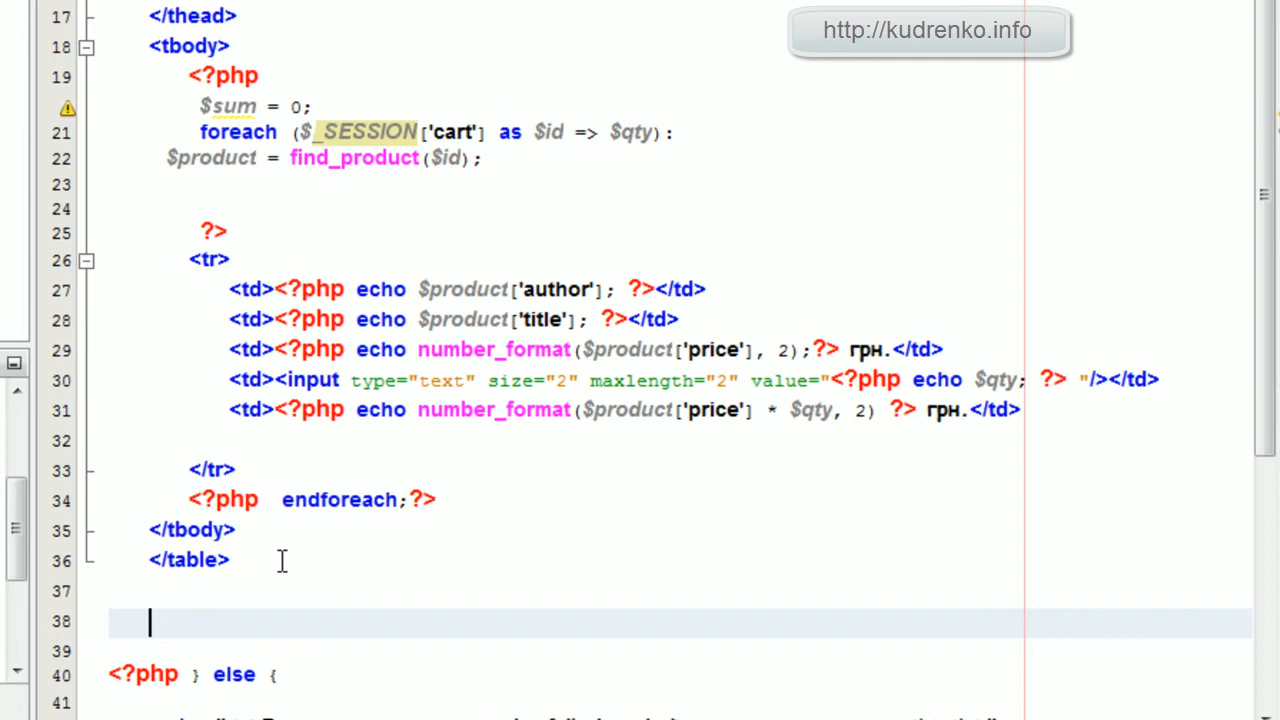 http://kudrenko.info
17 </thead>
18 <tbody>
19 <?php
$sum = 0;
21 foreach ($_SESSION['cart'] as $id => $qty):
22 $product = find_product($id);
23
24
25 ?>
26 <tr>
27 <td><?php echo $product['author']; ?></td>
28 <td><?php echo $product['title']; ?></td>
29 <td><?php echo number_format($product['price'], 2);?> грн.</td>
30 <td><input type="text" size="2" maxlength="2" value="<?php echo $qty; ?> "/></td>
31 <td><?php echo number_format($product['price'] * $qty, 2) ?> грн.</td>
32
33 </tr>
34 <?php endforeach;?>
35 </tbody>
36 </table>
37
38
39
40 <?php } else {
41